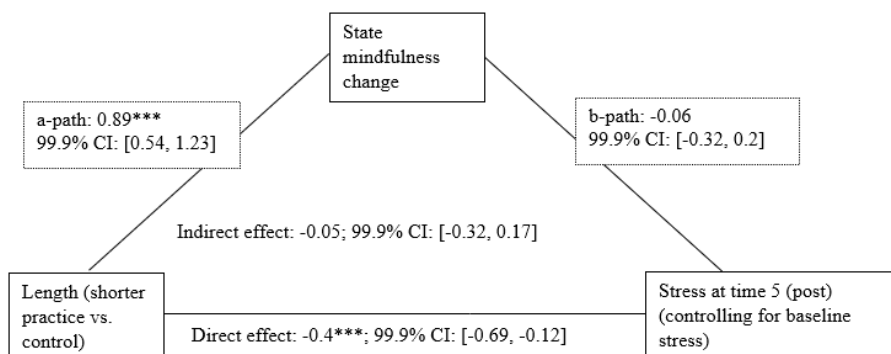 State
mindfulness
change
a-path: 0.89***
99.9% CI: [0.54, 1.23]
b-path: -0.06
99.9% CI: [-0.32, 0.2]
Indirect effect: -0.05; 99.9% CI: [-0.32, 0.17]
Length (shorter
practice vs.
control)
Stress at time 5 (post)
(controlling for baseline
stress)
Direct effect: -0.4***; 99.9% CI: [-0.69, -0.12]